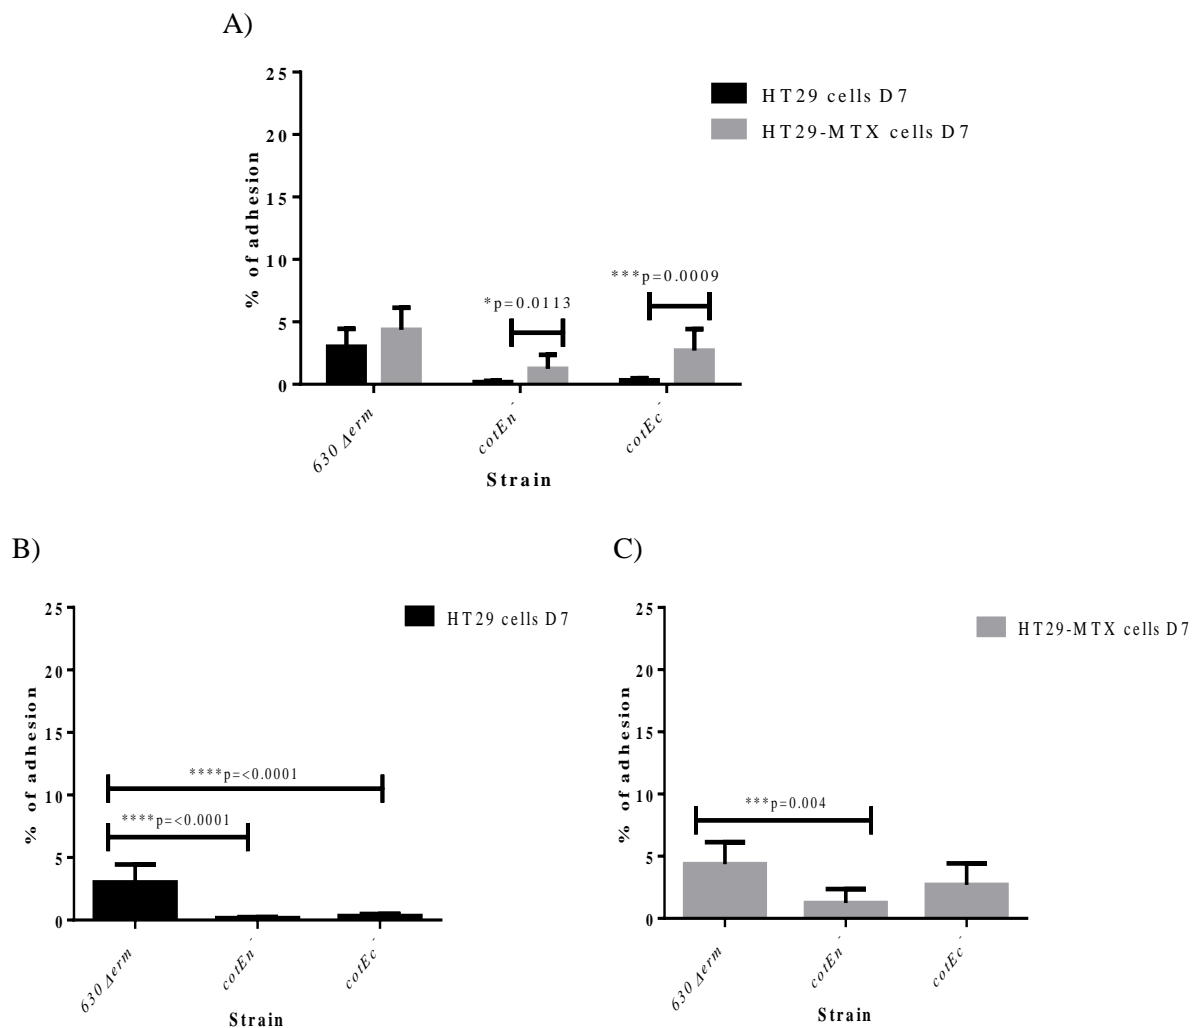 A)
25
20
15
10
5
0
% of adhesion
HT29 cells D7
HT29-MTX cells D7
*p=0.0113
***p=0.0009
630 Δerm
cotEn-
cotEc-
Strain
B)
25
20
15
10
5
0
% of adhesion
HT29 cells D7
****p=<0.0001
****p=<0.0001
630 Δerm
cotEn-
cotEc-
Strain
C)
25
20
15
10
5
0
% of adhesion
HT29-MTX cells D7
***p=0.004
630 Δerm
cotEn-
cotEc-
Strain